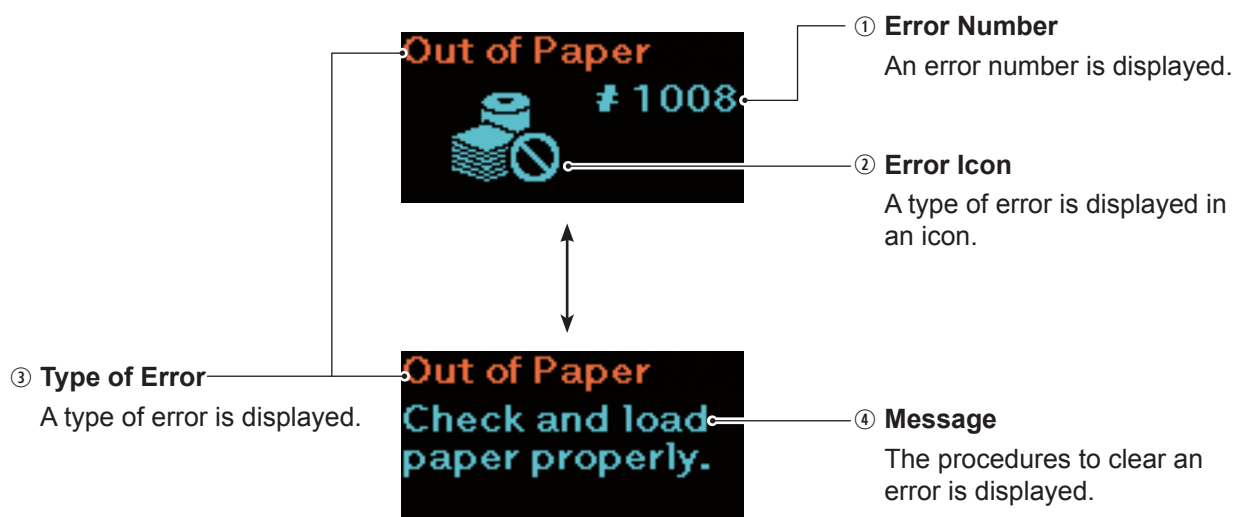 Out of Paper
# 1008
① Error Number
An error number is displayed.
② Error Icon
A type of error is displayed in
an icon.
③ Type of Error
A type of error is displayed.
Out of Paper
Check and load
paper properly.
④ Message
The procedures to clear an
error is displayed.